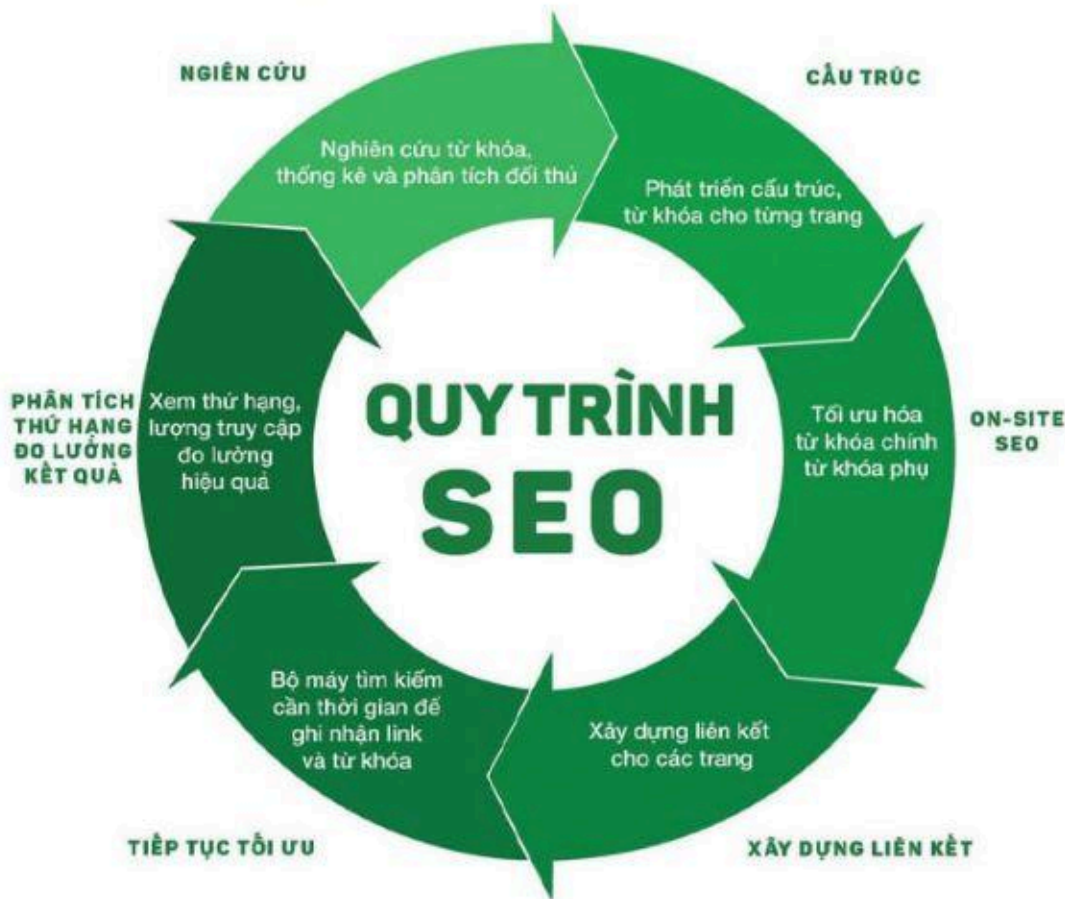 NGIÊN CỨU
Nghiên cứu từ khóa,
thống kê và phân tích đối thủ
CẤU TRÚC
Phát triển cấu trúc,
từ khóa cho từng trang
ON-SITE
SEO
Tối ưu hóa
từ khóa chính
từ khóa phụ
XÂY DỰNG LIÊN KẾT
Xây dựng liên kết
cho các trang
TIẾP TỤC TỐI ƯU
Bộ máy tìm kiếm
cần thời gian để
ghi nhận link
và từ khóa
PHÂN TÍCH
THỨ HẠNG
ĐO LƯỜNG
KẾT QUẢ
Xem thứ hạng,
lượng truy cập
đo lường
hiệu quả
QUY TRÌNH
SEO